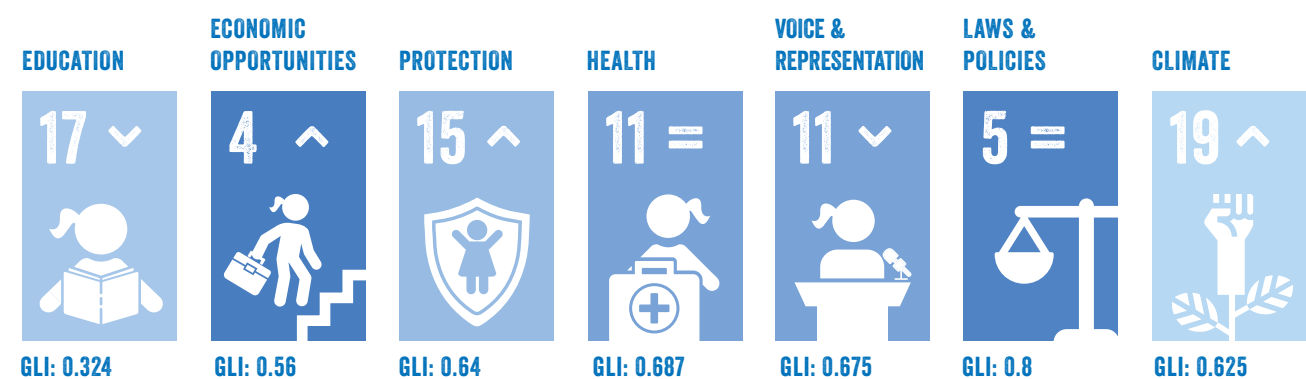 EDUCATION
17
GLI: 0.324
ECONOMIC
OPPORTUNITIES
4
GLI: 0.56
PROTECTION
15
GLI: 0.64
HEALTH
11 =
GLI: 0.687
VOICE &
REPRESENTATION
11
GLI: 0.675
LAWS &
POLICIES
5 =
GLI: 0.8
CLIMATE
19
GLI: 0.625